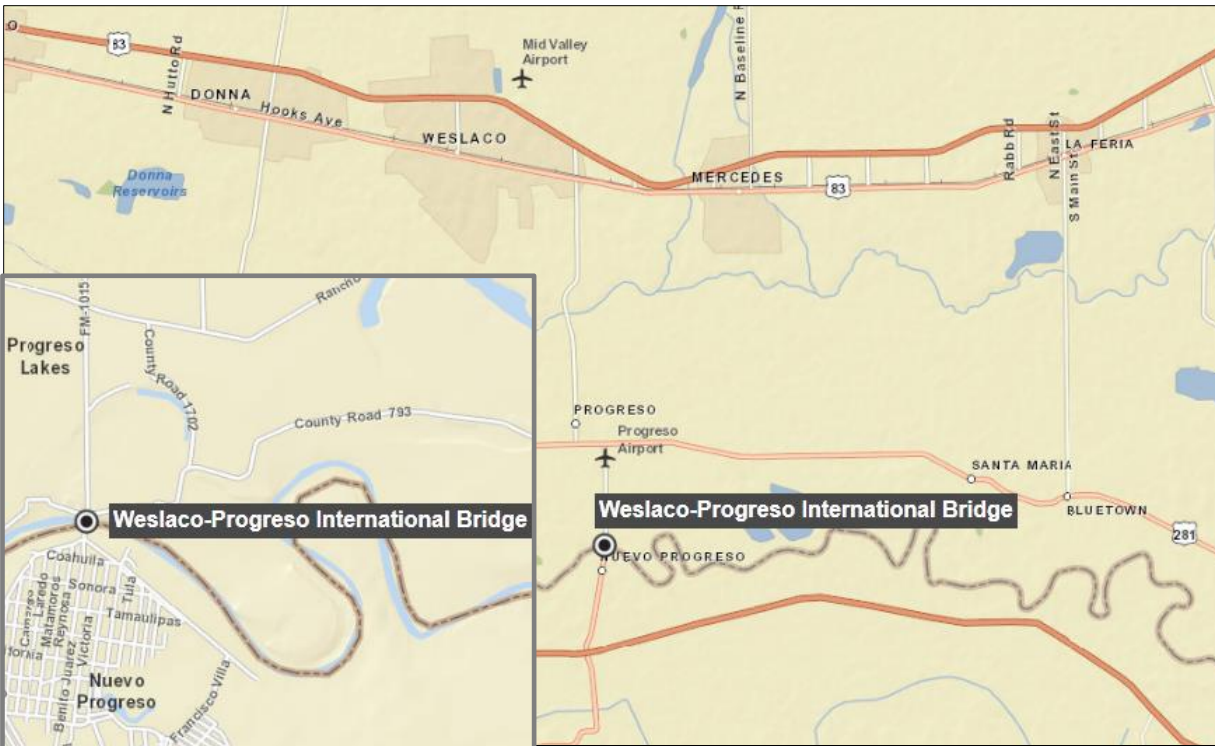 83
N Hutto Rd
DONNA
Hooks Ave
WESLACO
Mid Valley
Airport
N Baseline
MERCEDES
83
Rabb Rd
N East St
S Main St
LA FERIA
Donna
Reservoirs
PROGRESO
Progreso
Airport
SANTA MARIA
BLUETOWN
281
Weslaco-Progreso International Bridge
NUEVO PROGRESO
FM-1015
Rancho
Progreso
Lakes
County Road 1702
County Road 793
Weslaco-Progreso International Bridge
Coahuila
Sonora
Tula
Tamaulipas
Camargo
Laredo
Matamoros
Reynosa
Victoria
Benito Juarez
Nuevo
Progreso
Francisco Villa